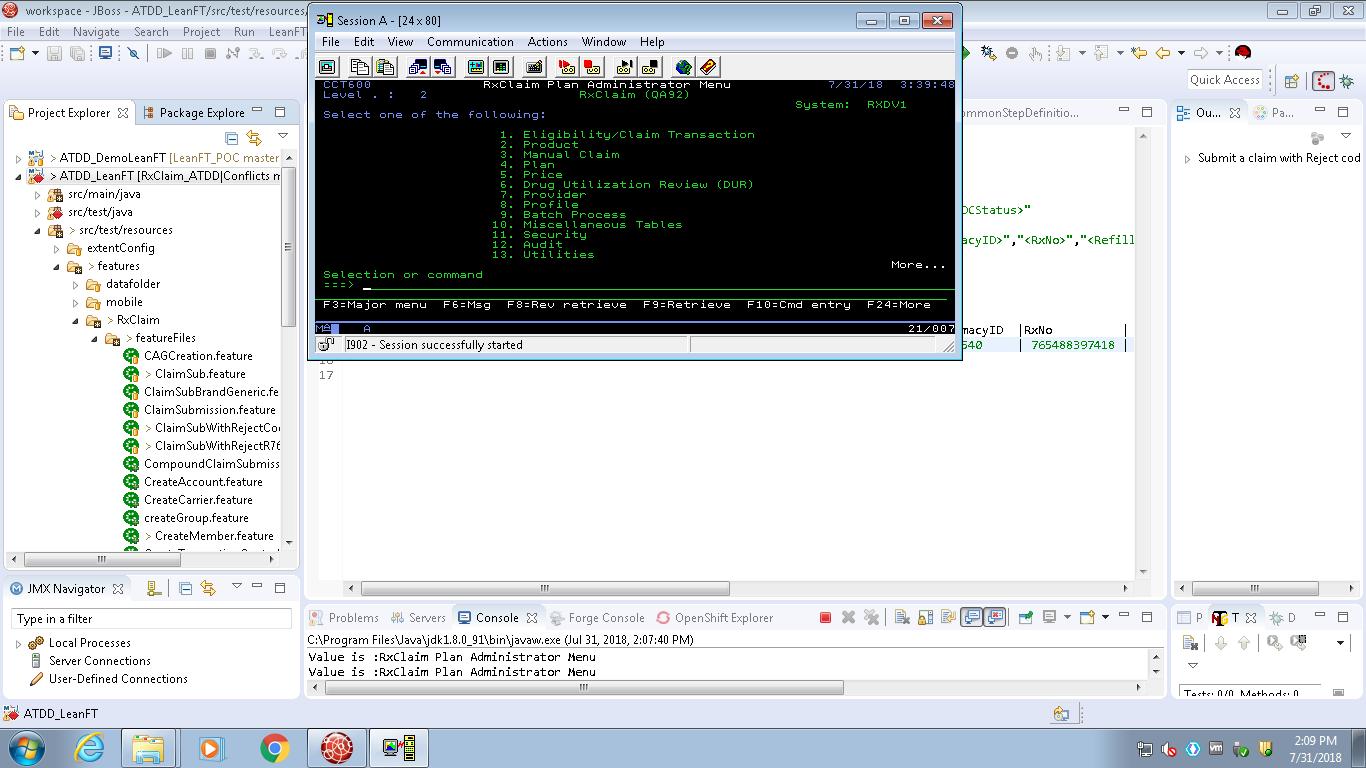 workspace - JBoss - ATDD_LeanFT/src/test/resources/
File Edit Navigate Search Project Run LeanFT
Quick Access
Session A - [24 x 80]
File Edit View Communication Actions Window Help
CCT600 RxClaim Plan Administrator Menu 7/31/18 3:39:48
Level . : 2 RxClaim (QA92)
System: RXDV1
Select one of the following:
1. Eligibility/Claim Transaction
2. Product
3. Manual Claim
4. Plan
5. Price
6. Drug Utilization Review (DUR)
7. Provider
8. Profile
9. Batch Process
10. Miscellaneous Tables
11. Security
12. Audit
13. Utilities
More...
Selection or command
===>
F3=Major menu F6=Msg F8=Rev retrieve F9=Retrieve F10=Cmd entry F24=More
A 21/007
I902 - Session successfully started
Project Explorer Package Explore
> ATDD_DemoLeanFT [LeanFT_POC master
> ATDD_LeanFT [RxClaim_ATDD|Conflicts m
src/main/java
src/test/java
> src/test/resources
extentConfig
> features
datafolder
mobile
> RxClaim
> featureFiles
CAGCreation.feature
> ClaimSub.feature
ClaimSubBrandGeneric.fe
ClaimSubmission.feature
> ClaimSubWithRejectCo
> ClaimSubWithRejectR76
CompoundClaimSubmiss
CreateAccount.feature
CreateCarrier.feature
createGroup.feature
> CreateMember.feature
ommonStepDefinitio...
DCStatus>"
acyID>","<RxNo>","<Refill
macyID |RxNo |
540 | 765488397418 |
17
Ou... Pa...
Submit a claim with Reject cod
JMX Navigator
Type in a filter
Local Processes
Server Connections
User-Defined Connections
Problems Servers Console Forge Console OpenShift Explorer
C:\Program Files\Java\jdk1.8.0_91\bin\javaw.exe (Jul 31, 2018, 2:07:40 PM)
Value is :RxClaim Plan Administrator Menu
Value is :RxClaim Plan Administrator Menu
P T D
Tests: 0/0 Methods: 0
ATDD_LeanFT
2:09 PM
7/31/2018